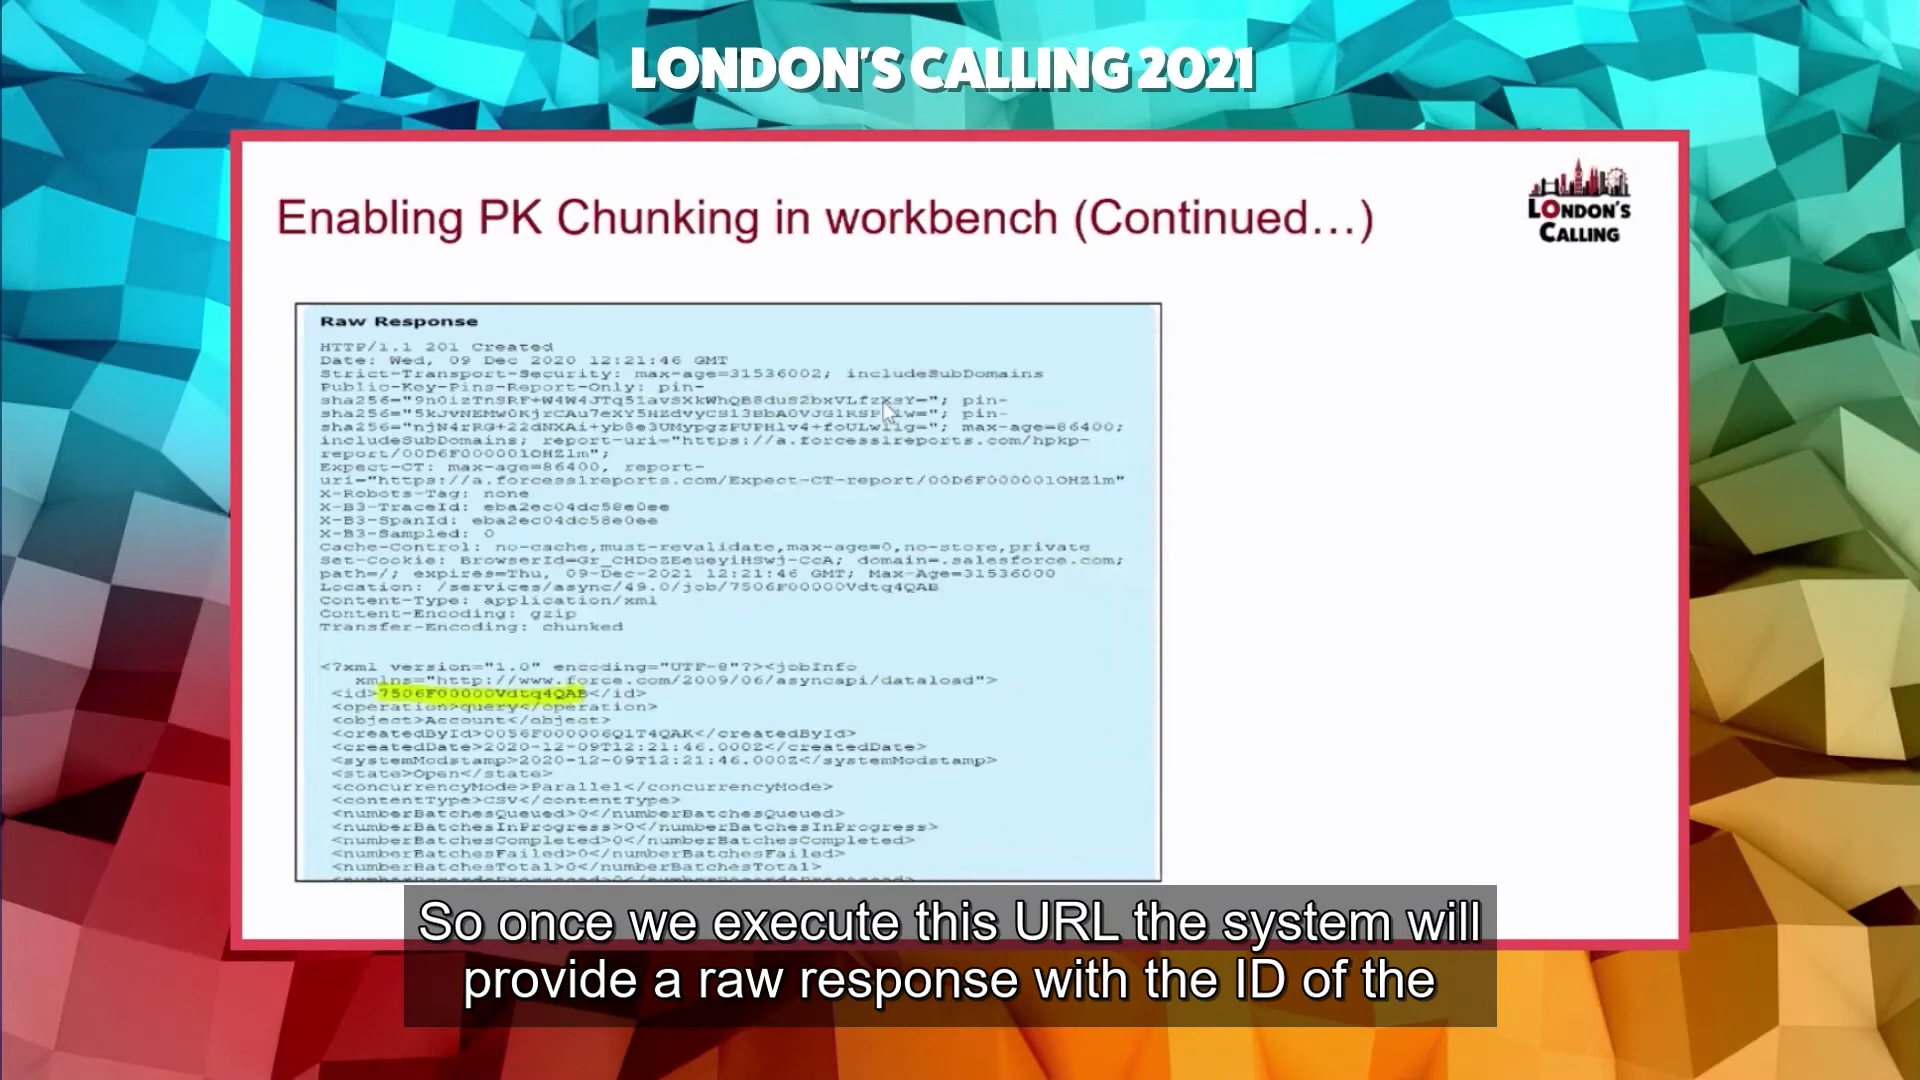 LONDON'S CALLING 2021
Enabling PK Chunking in workbench (Continued...)
LONDON'S
CALLING
Raw Response
HTTP/1.1 201 Created
Date: Wed, 09 Dec 2020 12:21:46 GMT
Strict-Transport-Security: max-age=31536002; includeSubDomains
Public-Key-Pins-Report-Only: pin-
pin-
max-age=86400;
includeSubDomains; report-uri="https://a.forcesslreports.com/hpkp-
report/00D6F000001OHZ1m";
Expect-CT: max-age=86400, report-
uri="https://a.forcesslreports.com/Expect-CT-report/00D6F000001OHZ1m"
X-Robots-Tag: none
X-B3-TraceId: eba2ec04dc58e0ee
X-B3-SpanId: eba2ec04dc58e0ee
X-B3-Sampled: 0
Cache-Control: no-cache,must-revalidate,max-age=0,no-store,private
Set-Cookie: domain=.salesforce.com;
path=/; expires=Thu, 09-Dec-2021 12:21:46 GMT; Max-Age=31536000
Location: /services/async/49.0/job/7506F00000Vdtq4QAB
Content-Type: application/xml
Content-Encoding: gzip
Transfer-Encoding: chunked
<?xml version="1.0" encoding="UTF-8"?><jobInfo
xmlns="http://www.force.com/2009/06/asyncapi/dataload">
<id>7506F00000Vdtq4QAB</id>
<operation>query</operation>
<object>Account</object>
<createdById>0056F000006Q1T4QAK</createdById>
<createdDate>2020-12-09T12:21:46.000Z</createdDate>
<systemModstamp>2020-12-09T12:21:46.000Z</systemModstamp>
<state>Open</state>
<concurrencyMode>Parallel</concurrencyMode>
<contentType>CSV</contentType>
<numberBatchesQueued>0</numberBatchesQueued>
<numberBatchesInProgress>0</numberBatchesInProgress>
<numberBatchesCompleted>0</numberBatchesCompleted>
<numberBatchesFailed>0</numberBatchesFailed>
<numberBatchesTotal>0</numberBatchesTotal>
So once we execute this URL the system will
provide a raw response with the ID of the